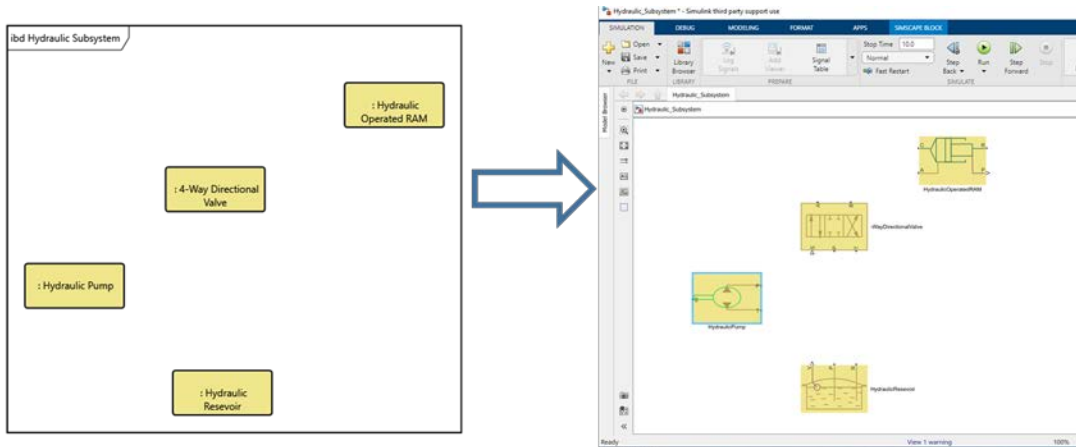 ibd Hydraulic Subsystem
: Hydraulic
Operated RAM
: 4-Way Directional
Valve
: Hydraulic Pump
: Hydraulic
Resevoir
Hydraulic_Subsystem * - Simulink third party support use
SIMULATION DEBUG MODELING FORMAT APPS SIMSCAPE BLOCK
New
Open
Save
Print
FILE
Library
Browser
LIBRARY
Log
Signals
Add
Viewer
Signal
Table
PREPARE
Stop Time 10.0
Normal
Fast Restart
Step
Back
Run
Step
Forward
Stop
SIMULATE
Model Browser
Hydraulic_Subsystem
Hydraulic_Subsystem
HydraulicOperatedRAM
WayDirectionalValve
HydraulicPump
HydraulicResevoir
Ready
View 1 warning
100%